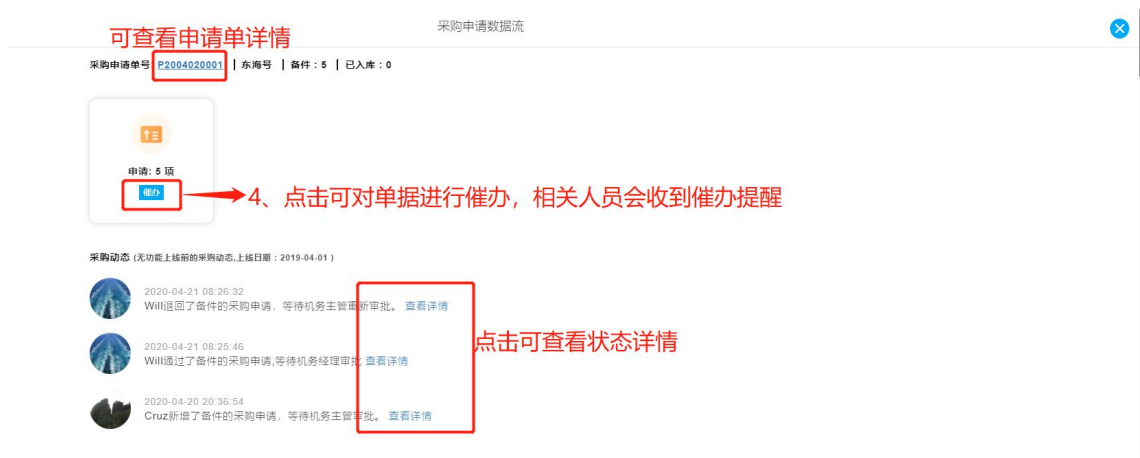 采购申请数据流
可查看申请单详情
采购申请单号: P2004020001 | 东海号 | 备件：5 | 已入库：0
申请: 5 项
催办
4、点击可对单据进行催办，相关人员会收到催办提醒
采购动态 (无功能上线前的采购动态,上线日期：2019-04-01 )
2020-04-21 08:26:32
Will退回了备件的采购申请，等待机务主管重新审批。 查看详情
点击可查看状态详情
2020-04-21 08:25:46
Will通过了备件的采购申请,等待机务经理审批 查看详情
2020-04-20 20:36:54
Cruz新增了备件的采购申请，等待机务主管审批。 查看详情